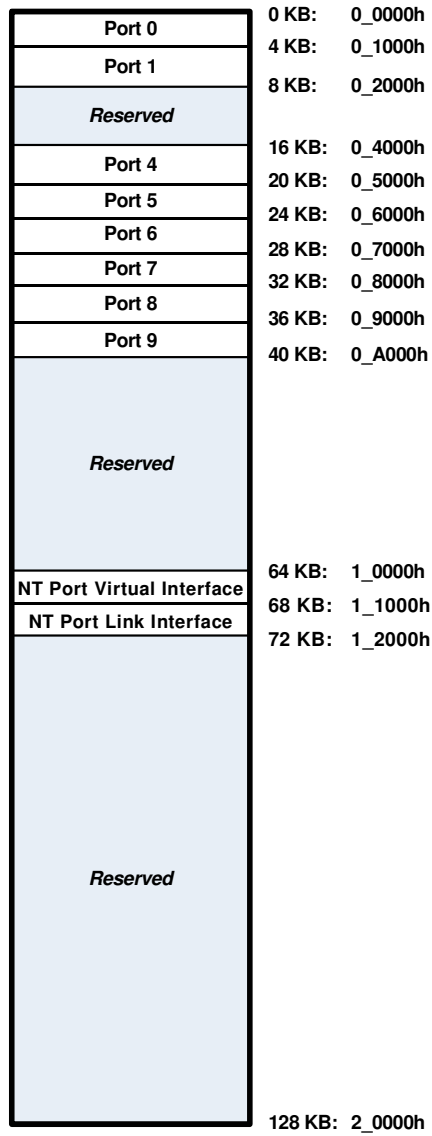 0 KB: 0_0000h
Port 0
4 KB: 0_1000h
Port 1
8 KB: 0_2000h
Reserved
16 KB: 0_4000h
Port 4
20 KB: 0_5000h
Port 5
24 KB: 0_6000h
Port 6
28 KB: 0_7000h
Port 7
32 KB: 0_8000h
Port 8
36 KB: 0_9000h
Port 9
40 KB: 0_A000h
Reserved
64 KB: 1_0000h
NT Port Virtual Interface
68 KB: 1_1000h
NT Port Link Interface
72 KB: 1_2000h
Reserved
128 KB: 2_0000h